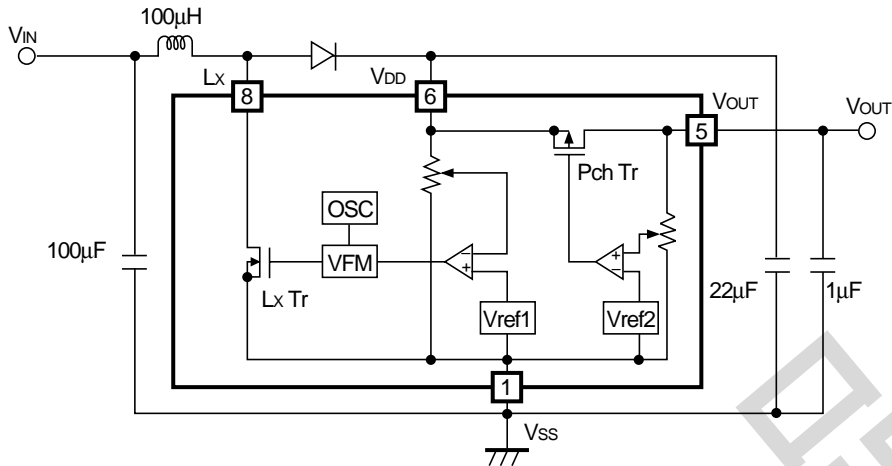 100μH
VIN
LX
VDD
VOUT
VOUT
8
6
5
Pch Tr
OSC
100μF
VFM
LX Tr
Vref1
Vref2
22μF
1μF
1
VSS